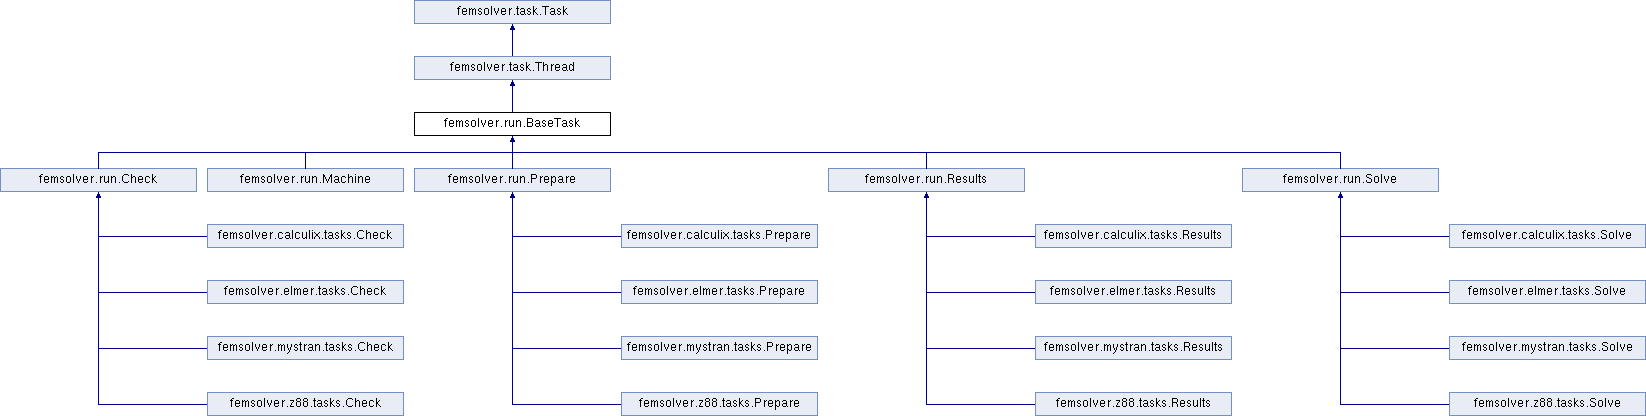 femsolver.task.Task
femsolver.task.Thread
femsolver.run.BaseTask
femsolver.run.Check
femsolver.run.Machine
femsolver.run.Prepare
femsolver.run.Results
femsolver.run.Solve
femsolver.calculix.tasks.Check
femsolver.calculix.tasks.Prepare
femsolver.calculix.tasks.Results
femsolver.calculix.tasks.Solve
femsolver.elmer.tasks.Check
femsolver.elmer.tasks.Prepare
femsolver.elmer.tasks.Results
femsolver.elmer.tasks.Solve
femsolver.mystran.tasks.Check
femsolver.mystran.tasks.Prepare
femsolver.mystran.tasks.Results
femsolver.mystran.tasks.Solve
femsolver.z88.tasks.Check
femsolver.z88.tasks.Prepare
femsolver.z88.tasks.Results
femsolver.z88.tasks.Solve